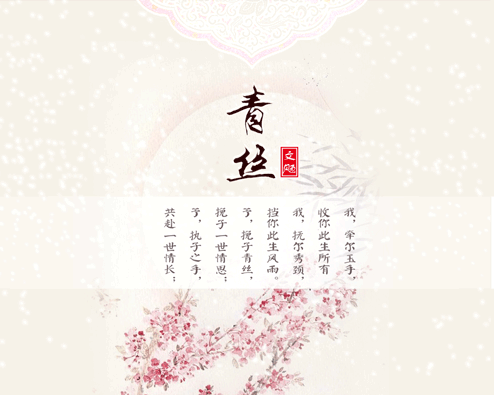 青丝
文飚
我，牵尔玉手，
收你此生所有
我，抚尔秀颈，
挡你此生风雨。
予，挽子青丝，
挽子一世情思；
予，执子之手，
共赴一世情长；